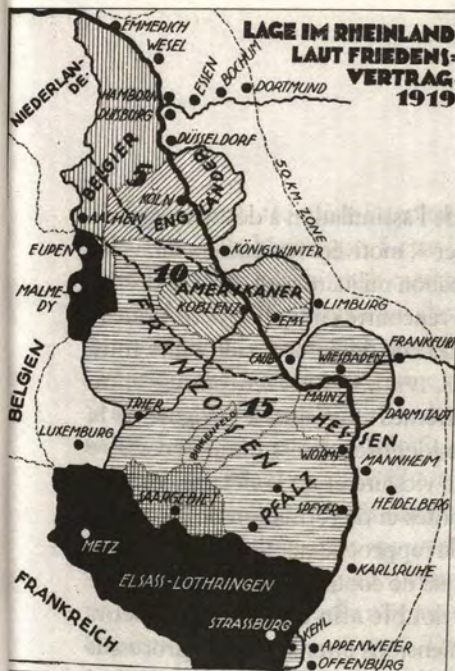 LAGE IM RHEINLAND
LAUT FRIEDENS=
VERTRAG
1919
EMMERICH
WESEL
NIEDERLANDE-
HAMBORN
ESSEN
BOCHUM
DORTMUND
DUISBURG
DÜSSELDORF
BELGIER
5
ENGLÄNDER
KÖLN
50 KM. ZONE
AACHEN
EUPEN
KÖNIGSWINTER
10
AMERIKANER
MALMEDY
KOBLENZ
EMS
LIMBURG
FRANZOSEN
CAUB
WIESBADEN
FRANKFURT
BELGIEN
MAINZ
15
HESSEN
DARMSTADT
TRIER
BIRKENFELD
LUXEMBURG
WORMS
MANNHEIM
SAARGEBIET
PFALZ
SPEYER
HEIDELBERG
METZ
ELSASS-LOTHRINGEN
KARLSRUHE
FRANKREICH
STRASSBURG
KEHL
APPENWEIER
OFFENBURG